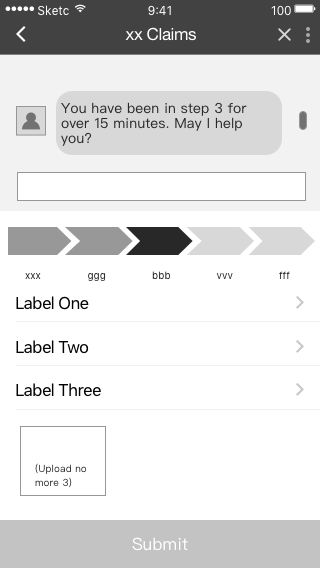 Sketc 9:41 100
xx Claims
You have been in step 3 for
over 15 minutes. May I help
you?
xxx ggg bbb vvv fff
Label One
Label Two
Label Three
(Upload no
more 3)
Submit